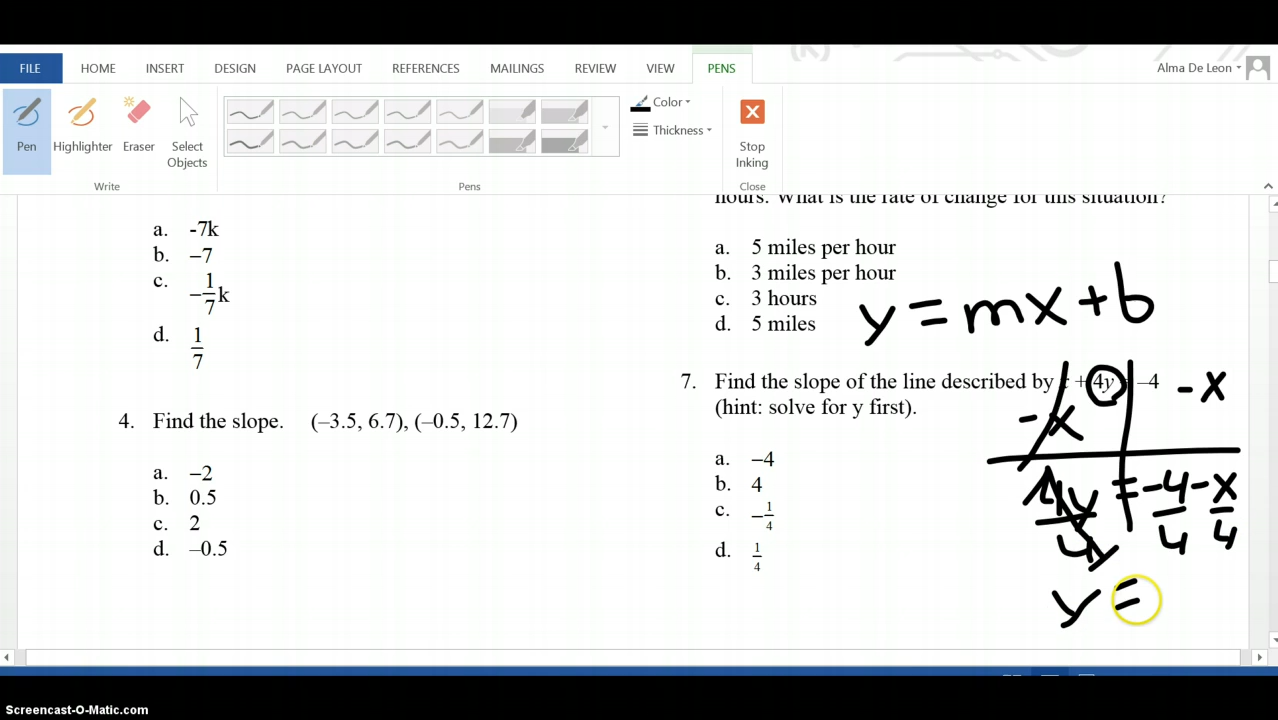 FILE HOME INSERT DESIGN PAGE LAYOUT REFERENCES MAILINGS REVIEW VIEW PENS Alma De Leon
Pen Highlighter Eraser Select Objects
Color
Thickness
Stop Inking
Write Pens Close
a. -7k
b. –7
c. –1/7k
d. 1/7
4. Find the slope. (–3.5, 6.7), (–0.5, 12.7)
a. –2
b. 0.5
c. 2
d. –0.5
hours. What is the rate of change for this situation?
a. 5 miles per hour
b. 3 miles per hour
c. 3 hours
d. 5 miles
y = mx + b
7. Find the slope of the line described by x + 4y = –4
(hint: solve for y first).
- x - x
a. –4
b. 4
c. –1/4
d. 1/4
4y/4 = -4/4 - x/4
y =
Screencast-O-Matic.com